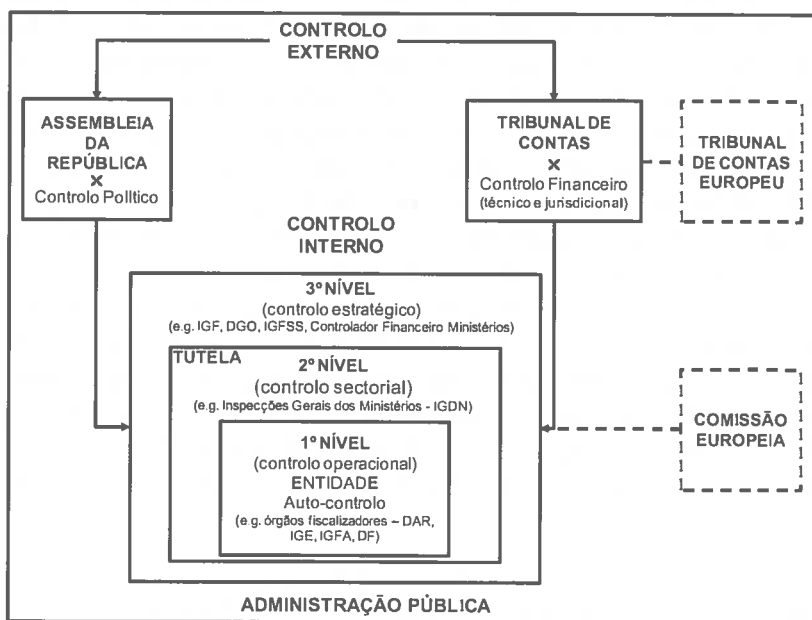 CONTROLO
EXTERNO
ASSEMBLEIA
DA
REPÚBLICA
×
Controlo Político
TRIBUNAL DE
CONTAS
×
Controlo Financeiro
(técnico e jurisdicional)
TRIBUNAL
DE CONTAS
EUROPEU
CONTROLO
INTERNO
3º NÍVEL
(controlo estratégico)
(e.g. IGF, DGO, IGFSS, Controlador Financeiro Ministérios)
TUTELA
2º NÍVEL
(controlo sectorial)
(e.g. Inspecções Gerais dos Ministérios - IGDN)
1º NÍVEL
(controlo operacional)
ENTIDADE
Auto-controlo
(e.g. órgãos fiscalizadores – DAR,
IGE, IGFA, DF)
COMISSÃO
EUROPEIA
ADMINISTRAÇÃO PÚBLICA